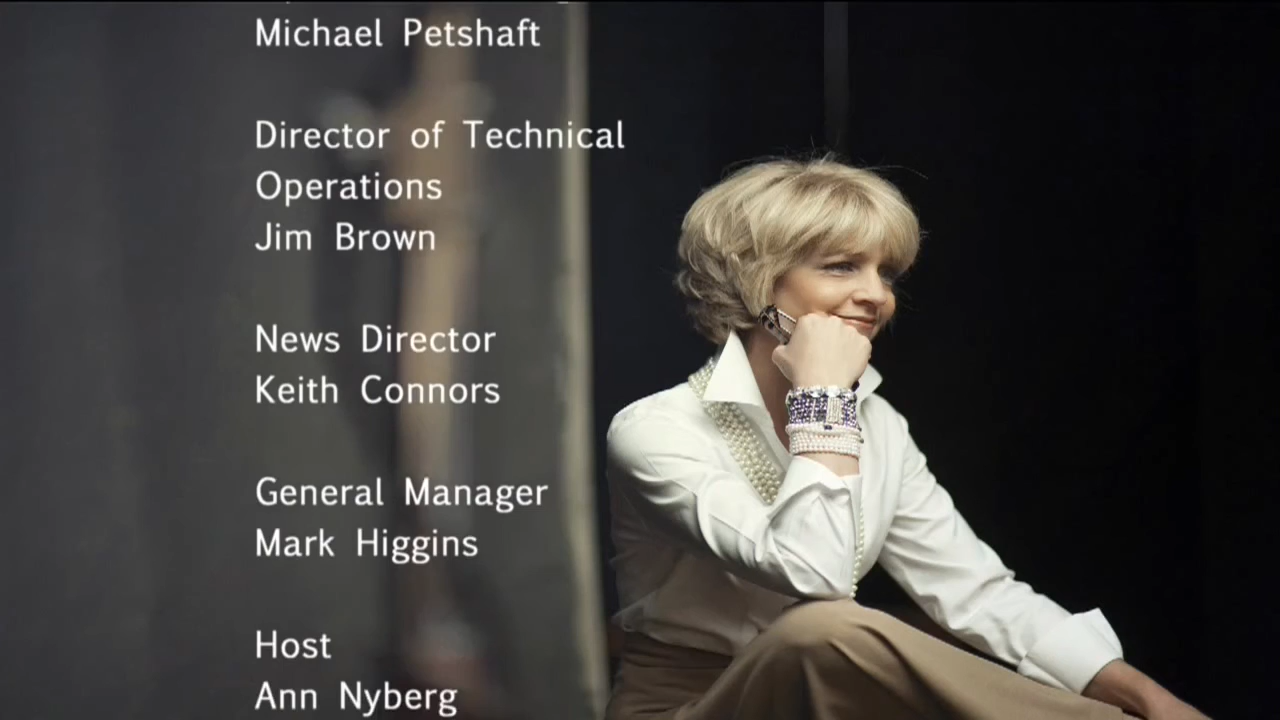 Michael Petshaft
Director of Technical
Operations
Jim Brown
News Director
Keith Connors
General Manager
Mark Higgins
Host
Ann Nyberg